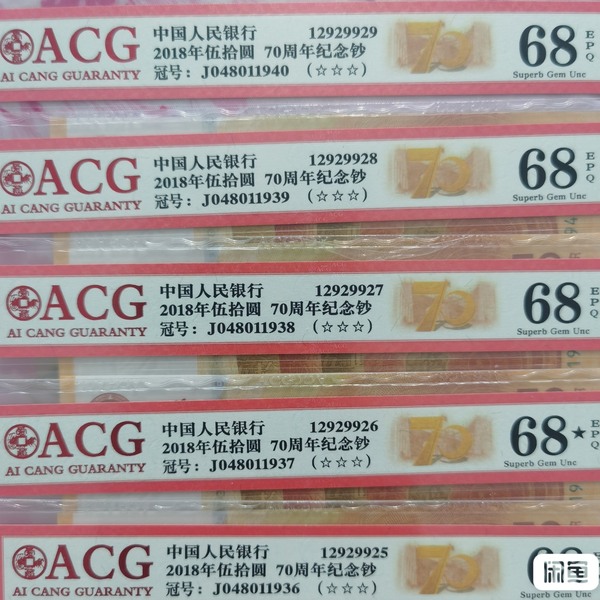 ACG
AI CANG GUARANTY
中国人民银行 12929929
2018年伍拾圆 70周年纪念钞
冠号: J048011940 (☆☆☆)
70
68
EPQ
Superb Gem Unc
ACG
AI CANG GUARANTY
中国人民银行 12929928
2018年伍拾圆 70周年纪念钞
冠号: J048011939 (☆☆☆)
70
68
EPQ
Superb Gem Unc
ACG
AI CANG GUARANTY
中国人民银行 12929927
2018年伍拾圆 70周年纪念钞
冠号: J048011938 (☆☆☆)
70
68
EPQ
Superb Gem Unc
ACG
AI CANG GUARANTY
中国人民银行 12929926
2018年伍拾圆 70周年纪念钞
冠号: J048011937 (☆☆☆)
70
68★
EPQ
Superb Gem Unc
ACG
AI CANG GUARANTY
中国人民银行 12929925
2018年伍拾圆 70周年纪念钞
冠号: J048011936 (☆☆☆)
70
Superb Gem Unc
闲鱼